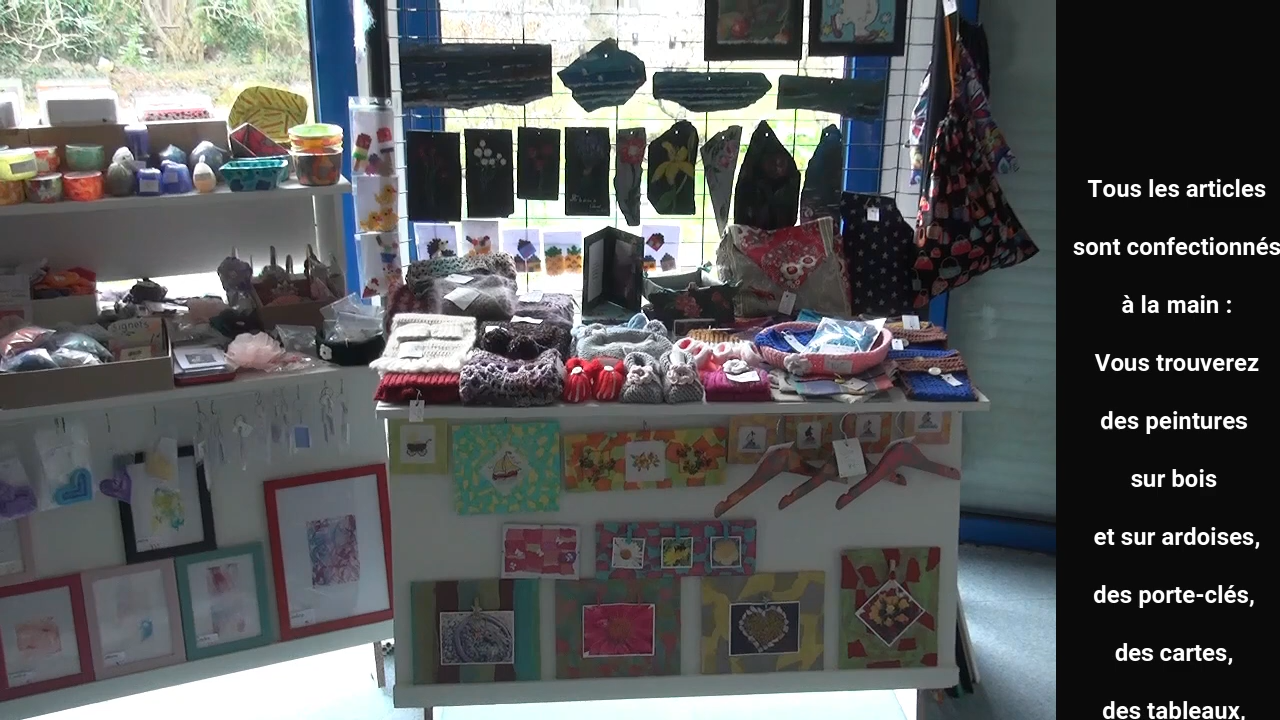 Tous les articles
sont confectionnés
à la main :
Vous trouverez
des peintures
sur bois
et sur ardoises,
des porte-clés,
des cartes,
des tableaux,